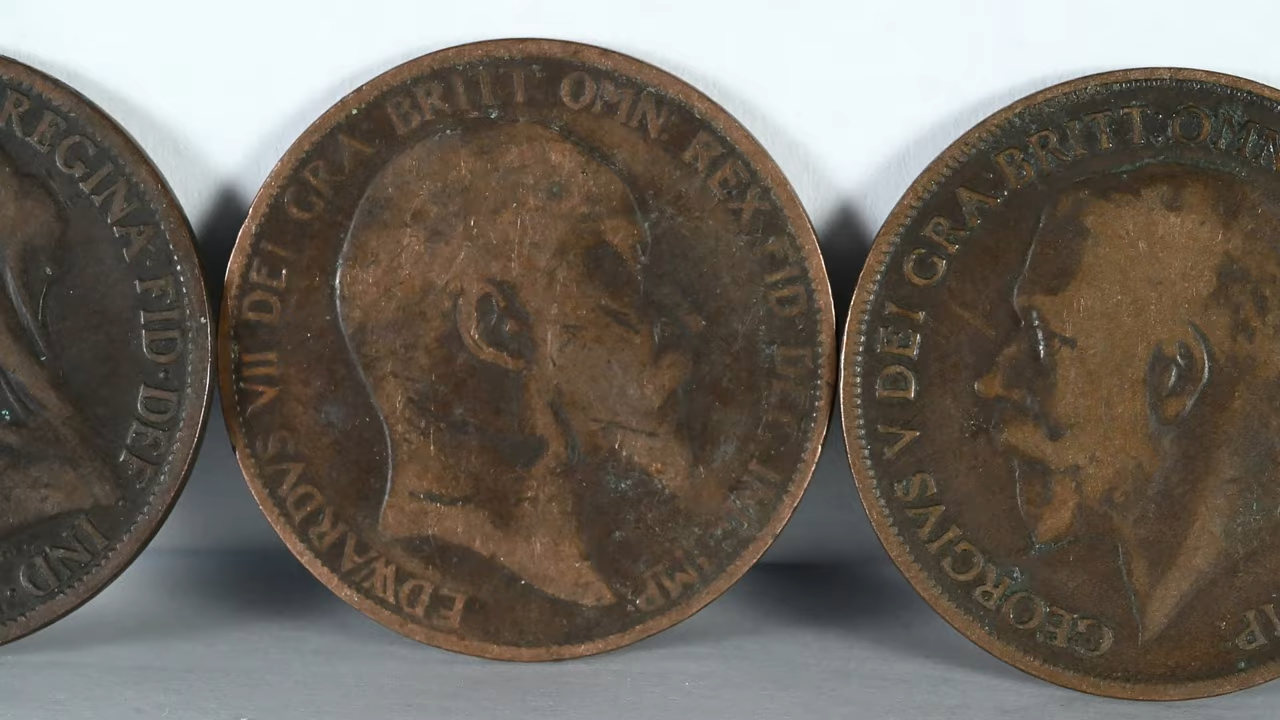 REGINA·FID·DEF
IND·
EDWARDVS VII DEI GRA BRITT OMN REX FID DEF IND IMP
GEORGIVS V DEI GRA BRITT OMN
MP